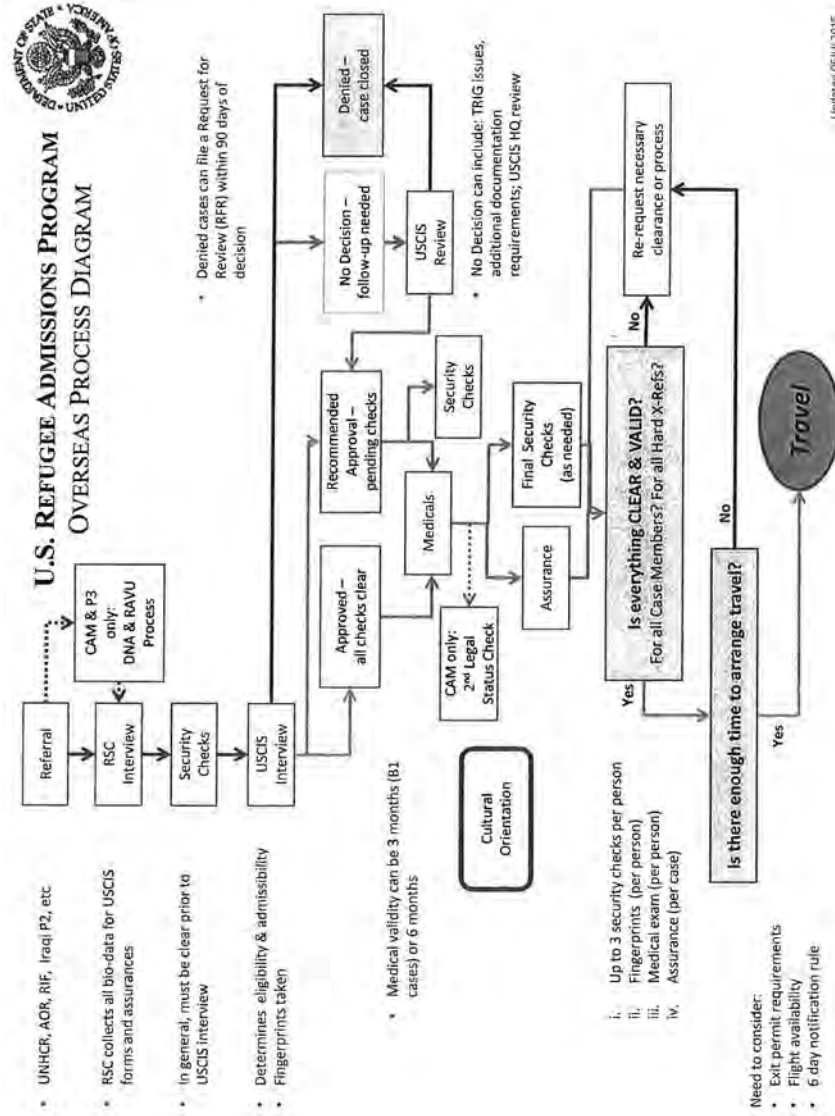 U.S. REFUGEE ADMISSIONS PROGRAM
OVERSEAS PROCESS DIAGRAM
DEPARTMENT OF STATE
UNITED STATES OF AMERICA
• UNHCR, AOR, RIF, Iraqi P2, etc
• RSC collects all bio-data for USCIS
forms and assurances
• In general, must be clear prior to
USCIS interview
• Determines eligibility & admissibility
• Fingerprints taken
Referral
CAM & P3
only:
DNA & RAVU
Process
RSC
Interview
Security
Checks
USCIS
Interview
• Denied cases can file a Request for
Review (RFR) within 90 days of
decision
Approved –
all checks clear
Recommended
Approval –
pending checks
No Decision –
follow-up needed
Denied –
case closed
USCIS
Review
• Medical validity can be 3 months (B1
cases) or 6 months
Medicals
Security
Checks
• No Decision can include: TRIG issues,
additional documentation
requirements; USCIS HQ review
Cultural
Orientation
CAM only:
2nd Legal
Status Check
Assurance
Final Security
Checks
(as needed)
i. Up to 3 security checks per person
ii. Fingerprints (per person)
iii. Medical exam (per person)
iv. Assurance (per case)
Yes
Is everything CLEAR & VALID?
For all Case Members? For all Hard X-Refs?
No
Re-request necessary
clearance or process
Is there enough time to arrange travel?
No
Yes
Travel
Need to consider:
• Exit permit requirements
• Flight availability
• 6 day notification rule
Updated
2015